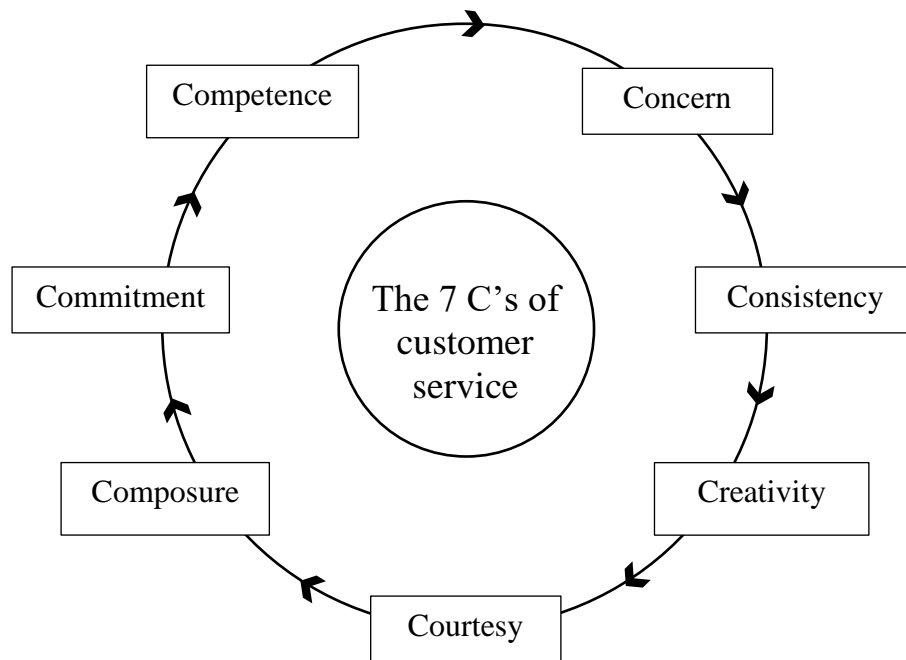 Competence
Concern
Commitment
The 7 C’s of
customer
service
Consistency
Composure
Creativity
Courtesy